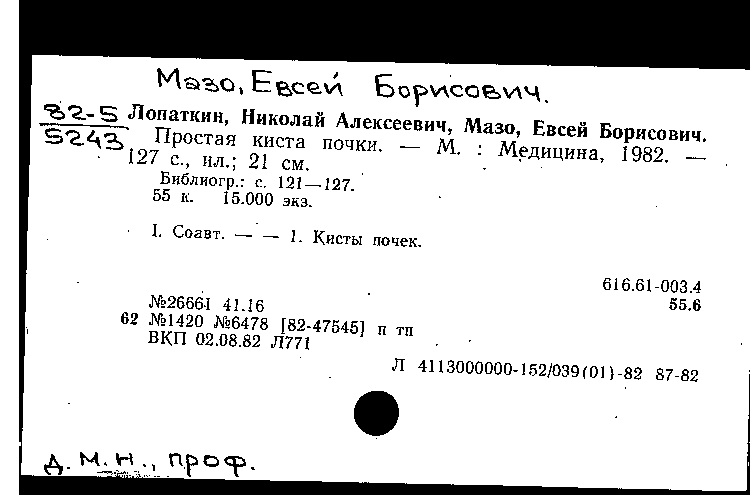 Мазо, Евсей Борисович.
82-5 Лопаткин, Николай Алексеевич, Мазо, Евсей Борисович.
5243 Простая киста почки. — М. : Медицина, 1982. —
127 с., ил.; 21 см.
Библиогр.: с. 121—127.
55 к. 15.000 экз.
I. Соавт. — — 1. Кисты почек.
616.61-003.4
№26661 41.16 55.6
62 №1420 №6478 [82-47545] п тп
ВКП 02.08.82 Л771
Л 4113000000-152/039(01)-82 87-82
д. м. н., проф.